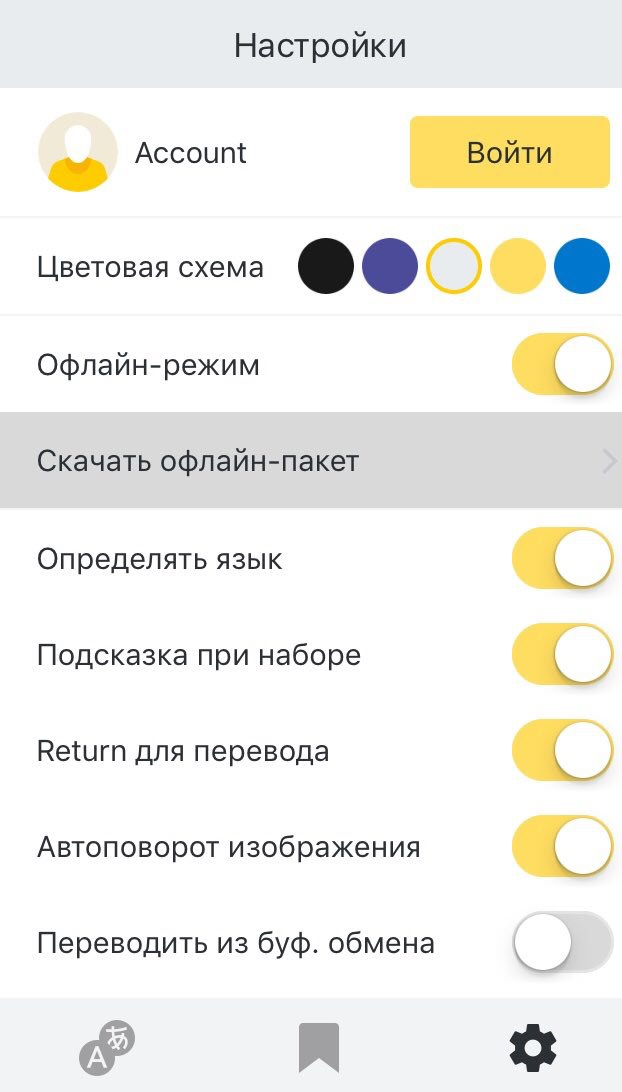 Настройки
Account
Войти
Цветовая схема
Офлайн-режим
Скачать офлайн-пакет
Определять язык
Подсказка при наборе
Return для перевода
Автоповорот изображения
Переводить из буф. обмена
A あ